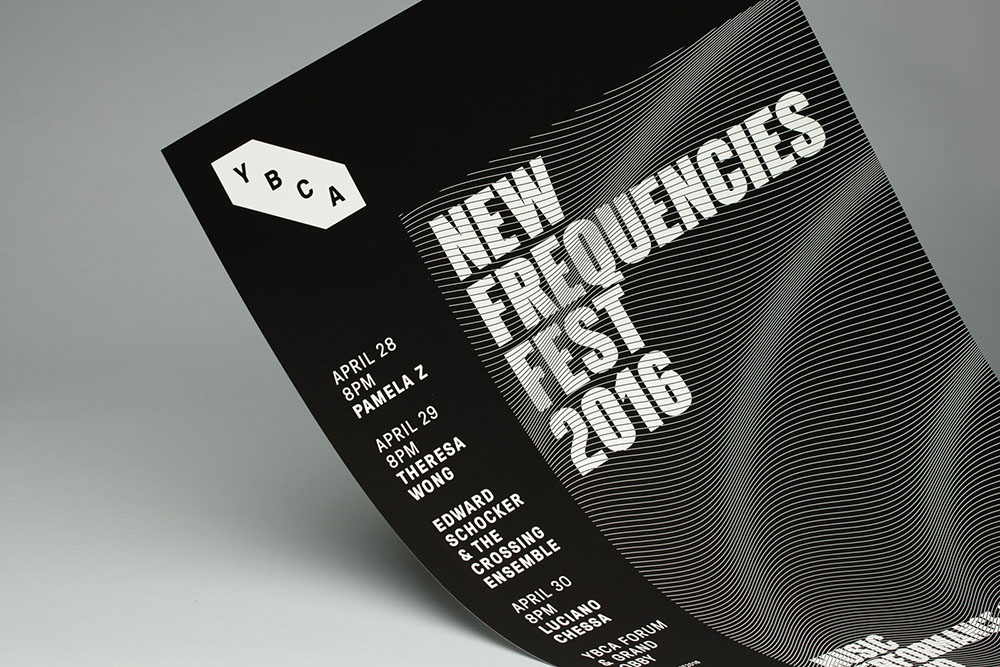 YBCA
NEW
FREQUENCIES
FEST
2016
APRIL 28
8PM
PAMELA Z
APRIL 29
8PM
THERESA
WONG
EDWARD
SCHOCKER
& THE
CROSSING
ENSEMBLE
APRIL 30
8PM
LUCIANO
CHESSA
YBCA FORUM
& GRAND